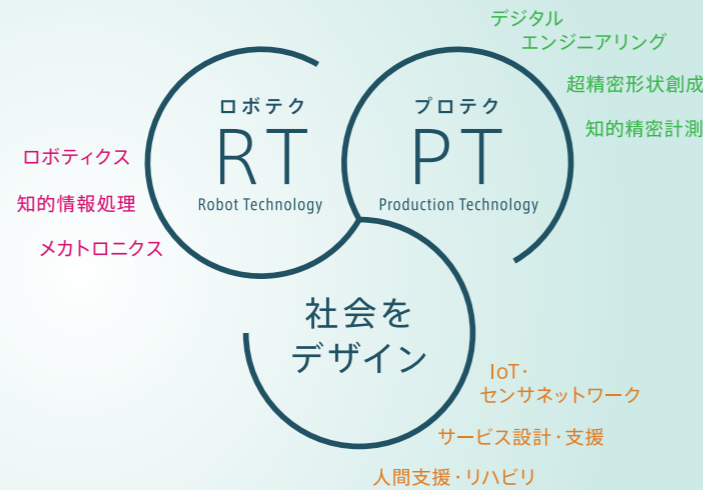 デジタル
エンジニアリング
超精密形状創成
知的精密計測
ロボテク
RT
Robot Technology
プロテク
PT
Production Technology
ロボティクス
知的情報処理
メカトロニクス
社会を
デザイン
IoT・
センサネットワーク
サービス設計・支援
人間支援・リハビリ